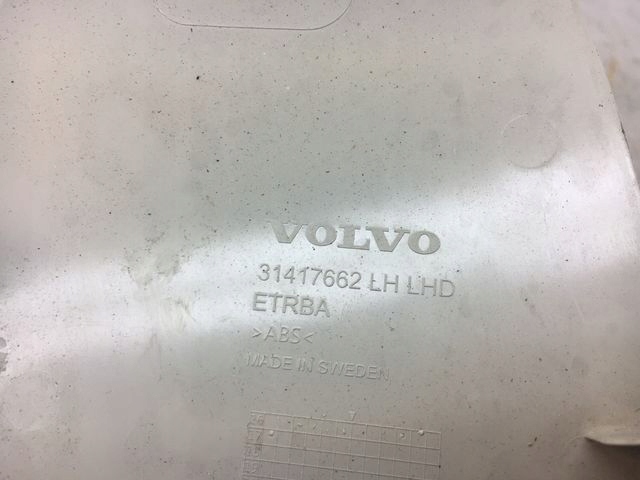 VOLVO
31417662 LH LHD
ETRBA
>ABS<
MADE IN SWEDEN